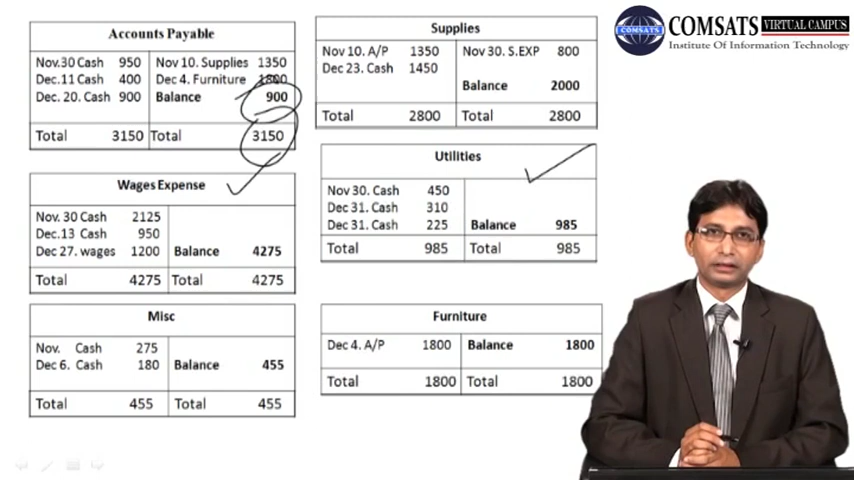 COMSATS VIRTUAL CAMPUS
Institute Of Information Technology
Accounts Payable
Nov.30 Cash 950 Nov 10. Supplies 1350
Dec.11 Cash 400 Dec 4. Furniture 1800
Dec. 20. Cash 900 Balance 900
Total 3150 Total 3150
Supplies
Nov 10. A/P 1350 Nov 30. S.EXP 800
Dec 23. Cash 1450
Balance 2000
Total 2800 Total 2800
Wages Expense
Nov. 30 Cash 2125
Dec.13 Cash 950
Dec 27. wages 1200 Balance 4275
Total 4275 Total 4275
Utilities
Nov 30. Cash 450
Dec 31. Cash 310
Dec 31. Cash 225 Balance 985
Total 985 Total 985
Misc
Nov. Cash 275
Dec 6. Cash 180 Balance 455
Total 455 Total 455
Furniture
Dec 4. A/P 1800 Balance 1800
Total 1800 Total 1800